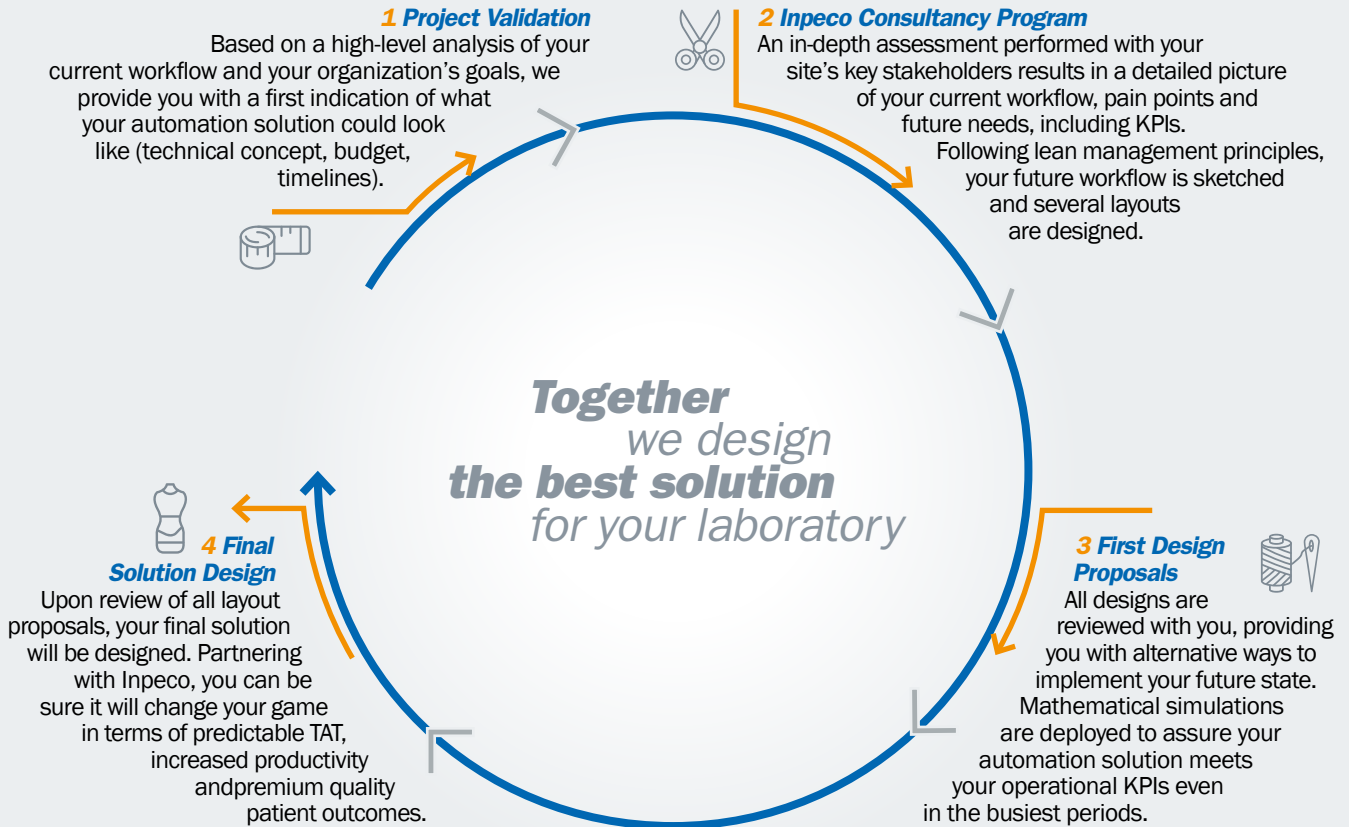 1 Project Validation
Based on a high-level analysis of your
current workflow and your organization's goals, we
provide you with a first indication of what
your automation solution could look
like (technical concept, budget,
timelines).
2 Inpeco Consultancy Program
An in-depth assessment performed with your
site's key stakeholders results in a detailed picture
of your current workflow, pain points and
future needs, including KPIs.
Following lean management principles,
your future workflow is sketched
and several layouts
are designed.
Together
we design
the best solution
for your laboratory
3 First Design
Proposals
All designs are
reviewed with you, providing
you with alternative ways to
implement your future state.
Mathematical simulations
are deployed to assure your
automation solution meets
your operational KPIs even
in the busiest periods.
4 Final
Solution Design
Upon review of all layout
proposals, your final solution
will be designed. Partnering
with Inpeco, you can be
sure it will change your game
in terms of predictable TAT,
increased productivity
andpremium quality
patient outcomes.